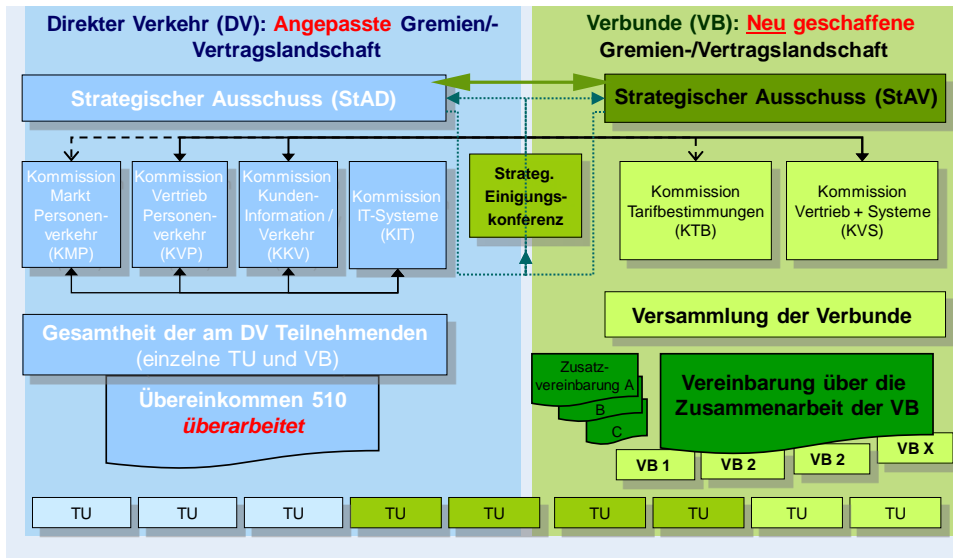 Direkter Verkehr (DV): Angepasste Gremien/-
Vertragslandschaft
Verbunde (VB): Neu geschaffene
Gremien-/Vertragslandschaft
Strategischer Ausschuss (StAD)
Strategischer Ausschuss (StAV)
Kommission
Markt
Personen-
verkehr
(KMP)
Kommission
Vertrieb
Personen-
verkehr
(KVP)
Kommission
Kunden-
Information /
Verkehr
(KKV)
Kommission
IT-Systeme
(KIT)
Strateg.
Einigungs-
konferenz
Kommission
Tarifbestimmungen
(KTB)
Kommission
Vertrieb + Systeme
(KVS)
Gesamtheit der am DV Teilnehmenden
(einzelne TU und VB)
Übereinkommen 510
überarbeitet
Versammlung der Verbunde
Zusatz-
vereinbarung A
B
C
Vereinbarung über die
Zusammenarbeit der VB
VB 1
VB 2
VB 2
VB X
TU
TU
TU
TU
TU
TU
TU
TU
TU